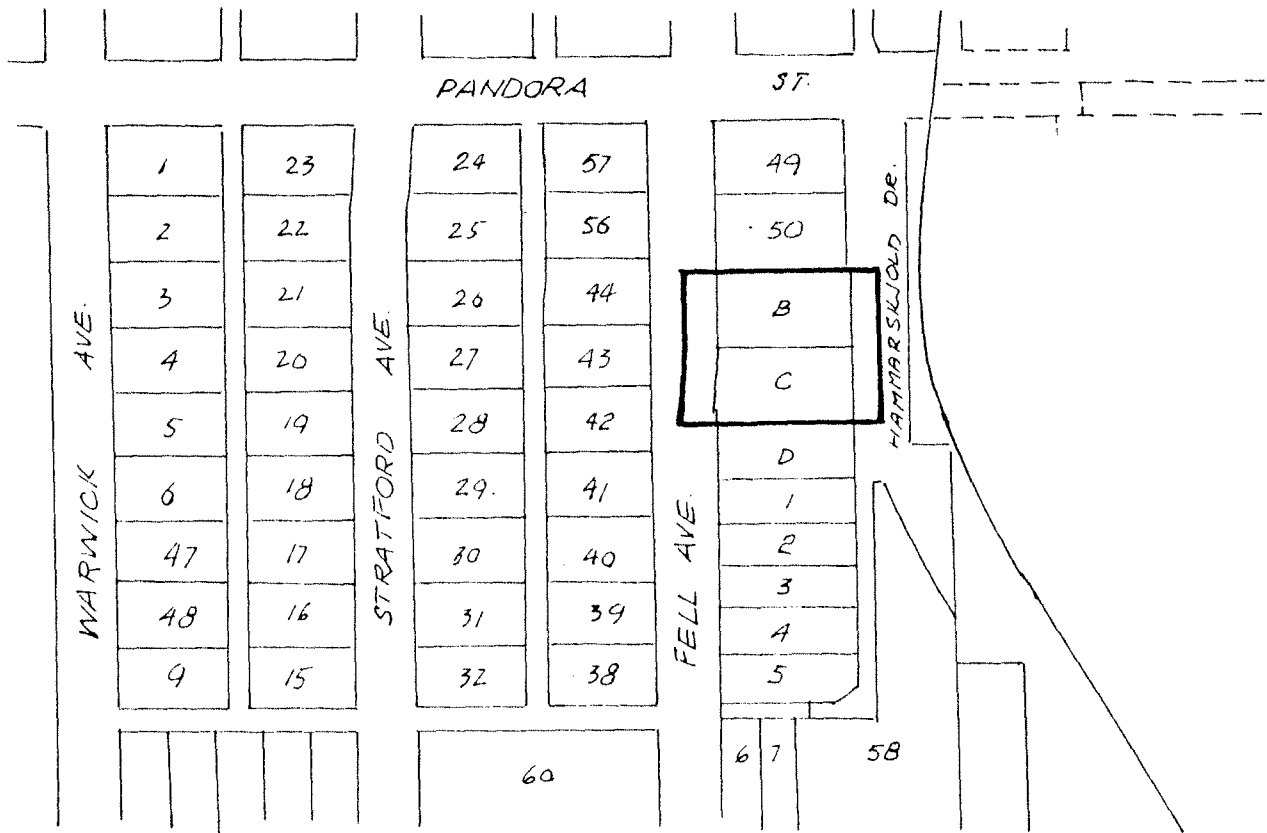 PANDORA ST.
1 23 24 57 49
2 22 25 56 50
3 21 26 44 B
4 20 27 43 C
5 19 28 42 D
6 18 29. 41 1
47 17 30 40 2
48 16 31 39 3
9 15 32 38 4
5
60 6 7 58
WARWICK AVE.
STRATFORD AVE.
FELL AVE.
HAMMARSKJOLD DR.